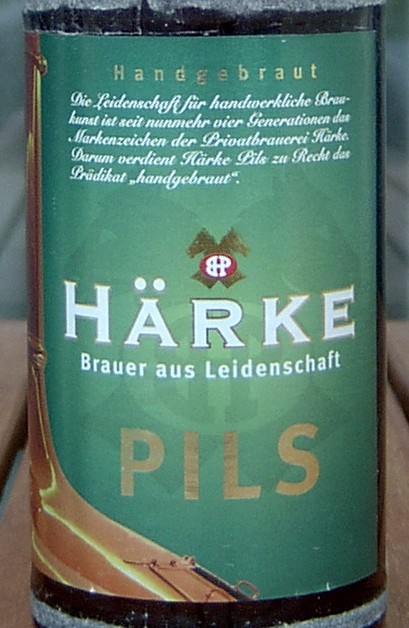 Handgebraut
Die Leidenschaft für handwerkliche Brau-
kunst ist seit nunmehr vier Generationen das
Markenzeichen der Privatbrauerei Härke.
Darum verdient Härke Pils zu Recht das
Prädikat „handgebraut“.
HÄRKE
Brauer aus Leidenschaft
PILS